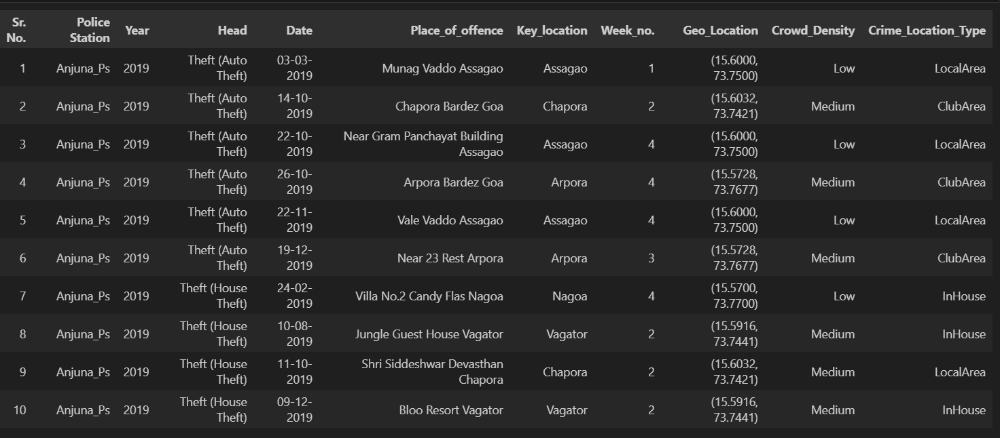 Sr. No. Police Station Year Head Date Place_of_offence Key_location Week_no. Geo_Location Crowd_Density Crime_Location_Type
1 Anjuna_Ps 2019 Theft (Auto Theft) 03-03-2019 Munag Vaddo Assagao Assagao 1 (15.6000, 73.7500) Low LocalArea
2 Anjuna_Ps 2019 Theft (Auto Theft) 14-10-2019 Chapora Bardez Goa Chapora 2 (15.6032, 73.7421) Medium ClubArea
3 Anjuna_Ps 2019 Theft (Auto Theft) 22-10-2019 Near Gram Panchayat Building Assagao Assagao 4 (15.6000, 73.7500) Low LocalArea
4 Anjuna_Ps 2019 Theft (Auto Theft) 26-10-2019 Arpora Bardez Goa Arpora 4 (15.5728, 73.7677) Medium ClubArea
5 Anjuna_Ps 2019 Theft (Auto Theft) 22-11-2019 Vale Vaddo Assagao Assagao 4 (15.6000, 73.7500) Low LocalArea
6 Anjuna_Ps 2019 Theft (Auto Theft) 19-12-2019 Near 23 Rest Arpora Arpora 3 (15.5728, 73.7677) Medium ClubArea
7 Anjuna_Ps 2019 Theft (House Theft) 24-02-2019 Villa No.2 Candy Flas Nagoa Nagoa 4 (15.5700, 73.7700) Low InHouse
8 Anjuna_Ps 2019 Theft (House Theft) 10-08-2019 Jungle Guest House Vagator Vagator 2 (15.5916, 73.7441) Medium InHouse
9 Anjuna_Ps 2019 Theft (House Theft) 11-10-2019 Shri Siddeshwar Devasthan Chapora Chapora 2 (15.6032, 73.7421) Medium LocalArea
10 Anjuna_Ps 2019 Theft (House Theft) 09-12-2019 Bloo Resort Vagator Vagator 2 (15.5916, 73.7441) Medium InHouse